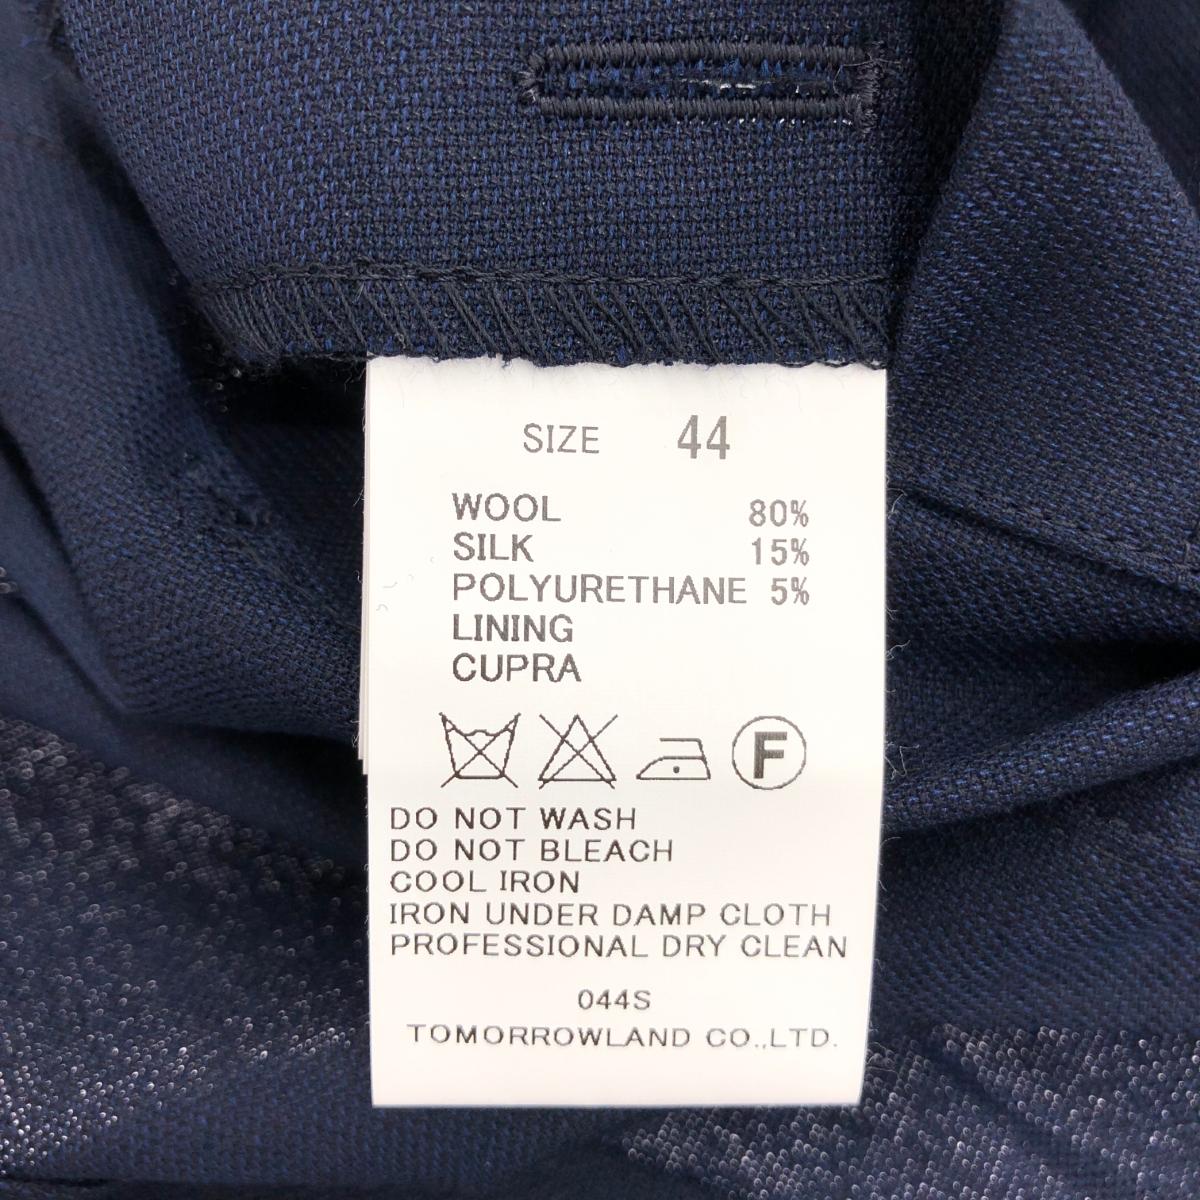 SIZE 44
WOOL 80%
SILK 15%
POLYURETHANE 5%
LINING
CUPRA
F
DO NOT WASH
DO NOT BLEACH
COOL IRON
IRON UNDER DAMP CLOTH
PROFESSIONAL DRY CLEAN
044S
TOMORROWLAND CO.,LTD.